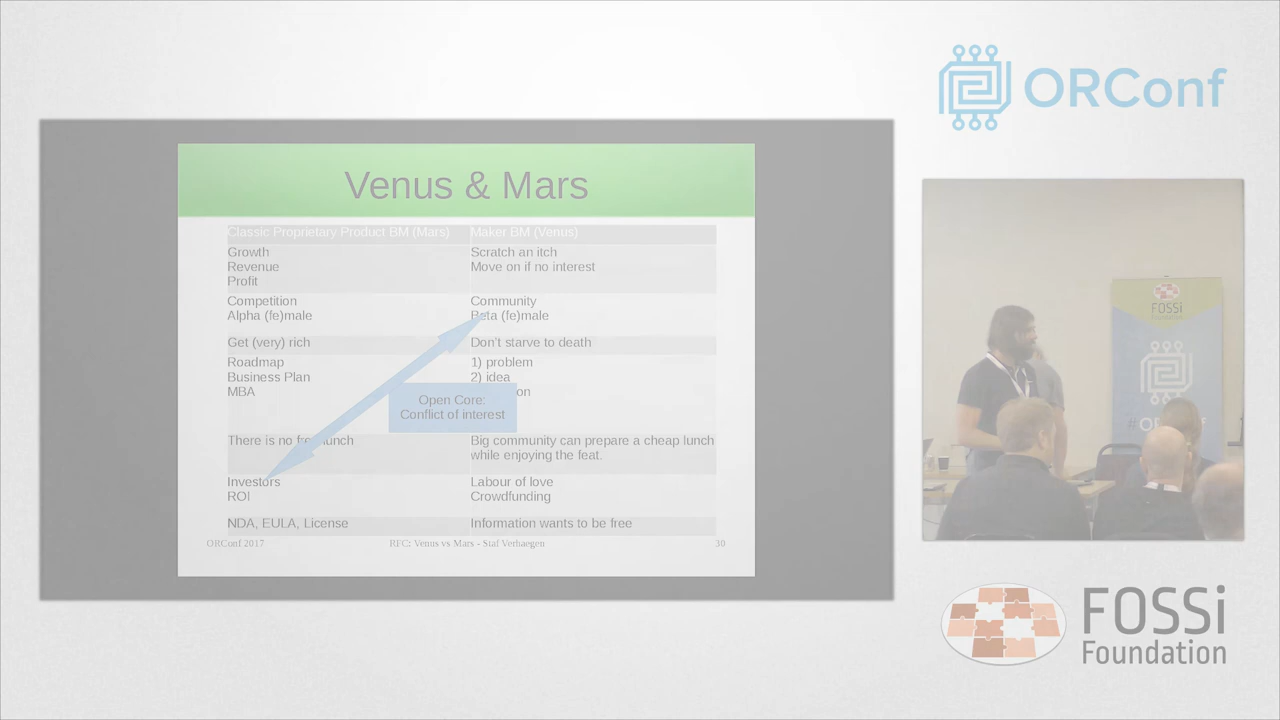 ORConf
Venus & Mars
Classic Proprietary Product BM (Mars)
Maker BM (Venus)
Growth
Revenue
Profit
Scratch an itch
Move on if no interest
Competition
Alpha (fe)male
Community
Beta (fe)male
Get (very) rich
Don't starve to death
Roadmap
Business Plan
MBA
1) problem
2) idea
on
Open Core:
Conflict of interest
There is no free lunch
Big community can prepare a cheap lunch
while enjoying the feat.
Investors
ROI
Labour of love
Crowdfunding
NDA, EULA, License
Information wants to be free
ORConf 2017
RFC: Venus vs Mars - Staf Verhaegen
30
FOSSi
Foundation
FOSSi
Foundation